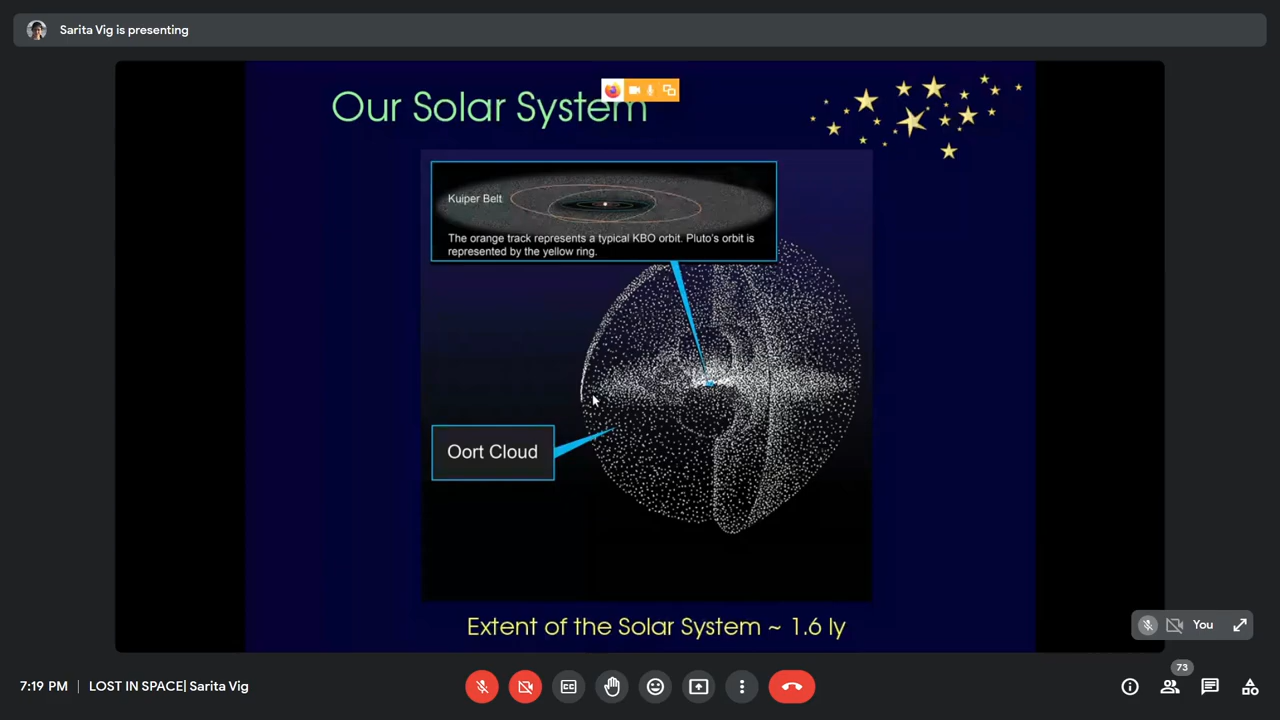 Sarita Vig is presenting
Our Solar System
Kuiper Belt
The orange track represents a typical KBO orbit. Pluto's orbit is
represented by the yellow ring.
Oort Cloud
Extent of the Solar System ~ 1.6 ly
You
73
7:19 PM | LOST IN SPACE| Sarita Vig